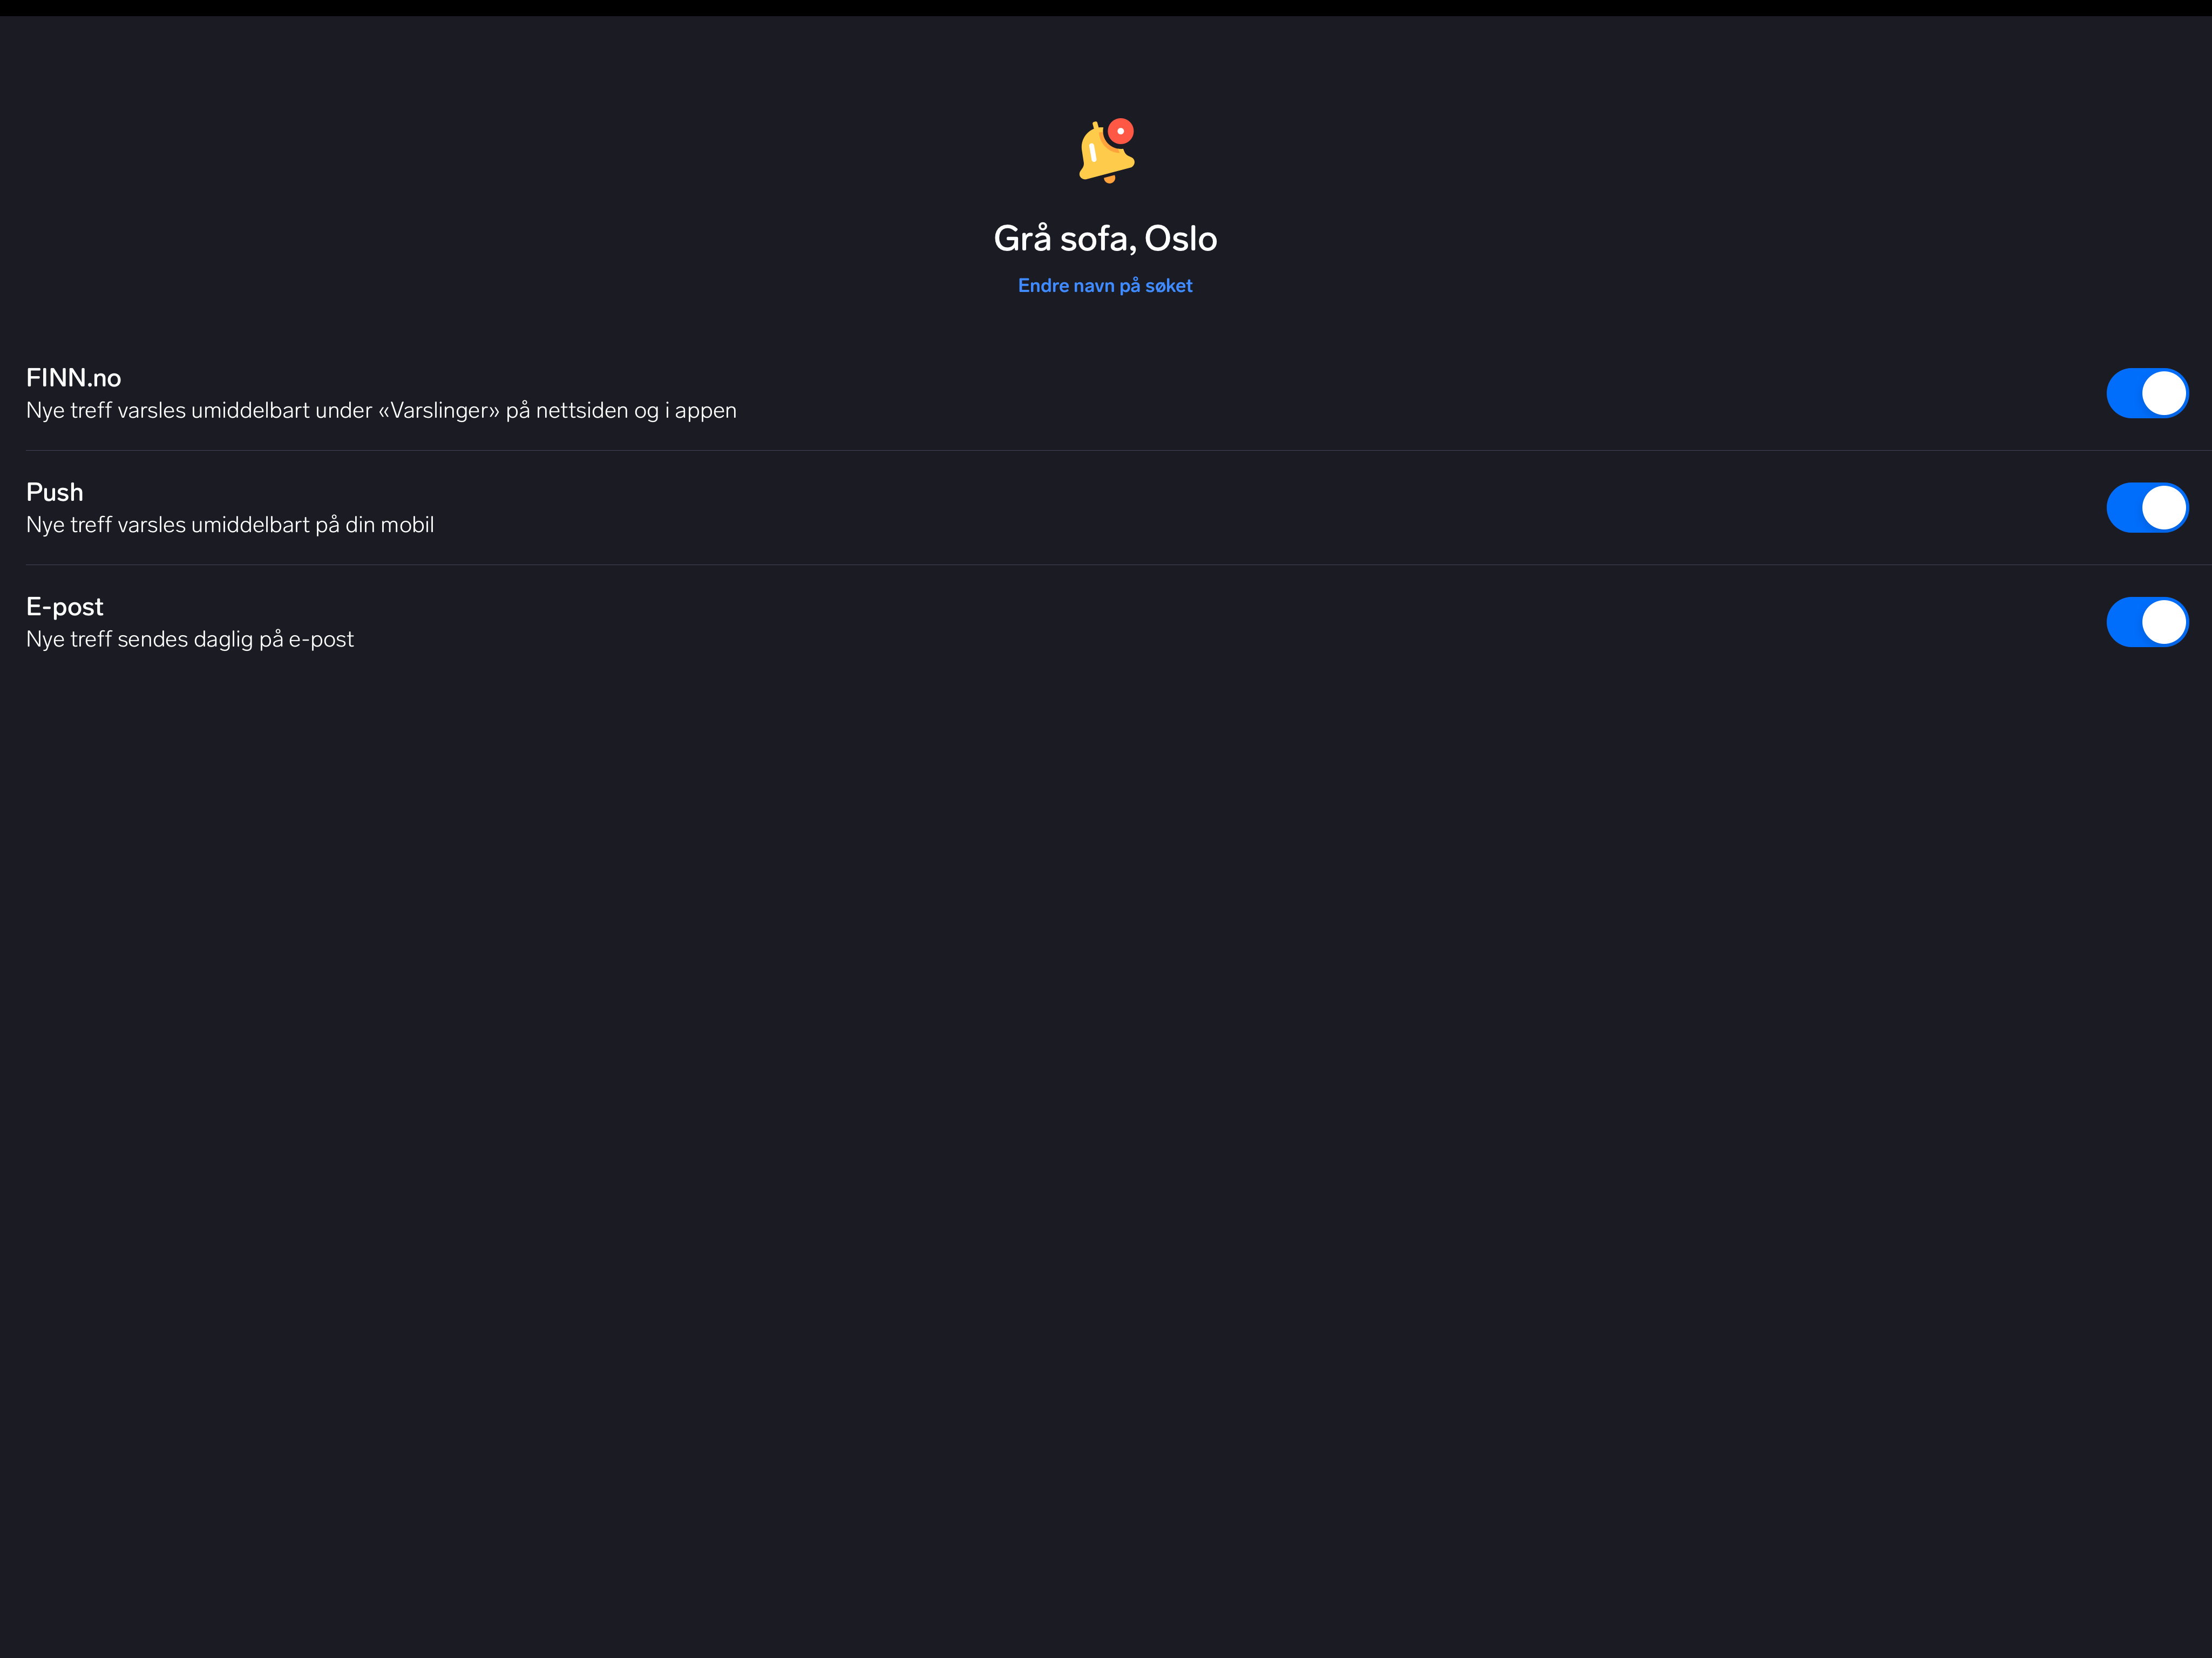 Grå sofa, Oslo
Endre navn på søket
FINN.no
Nye treff varsles umiddelbart under «Varslinger» på nettsiden og i appen
Push
Nye treff varsles umiddelbart på din mobil
E-post
Nye treff sendes daglig på e-post